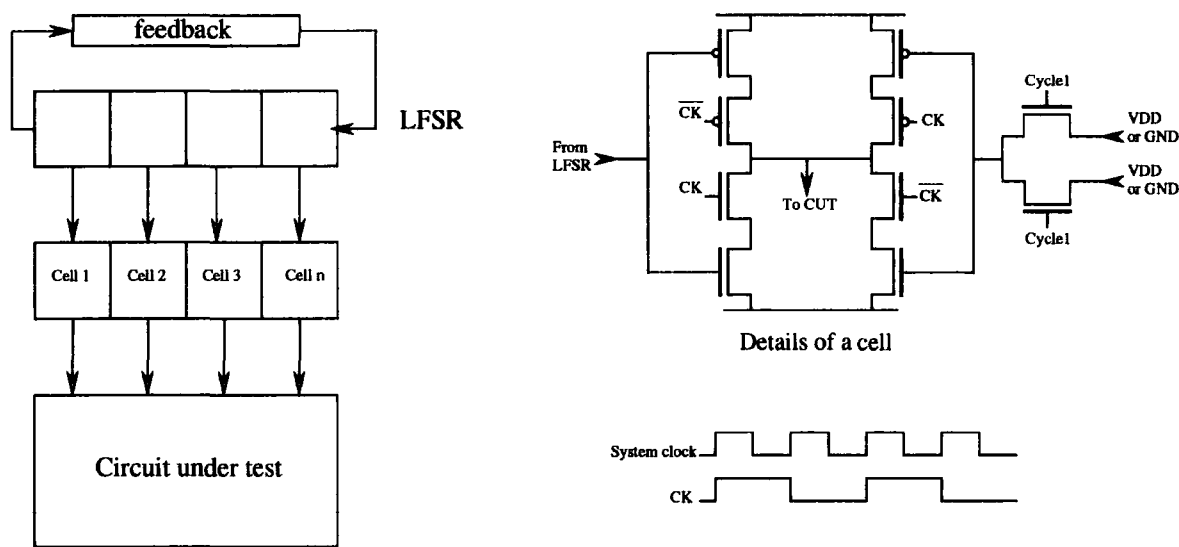 feedback
LFSR
Cell 1
Cell 2
Cell 3
Cell n
Circuit under test
From
LFSR
CK
CK
To CUT
CK
CK
Cycle1
VDD
or GND
VDD
or GND
Cycle1
Details of a cell
System clock
CK